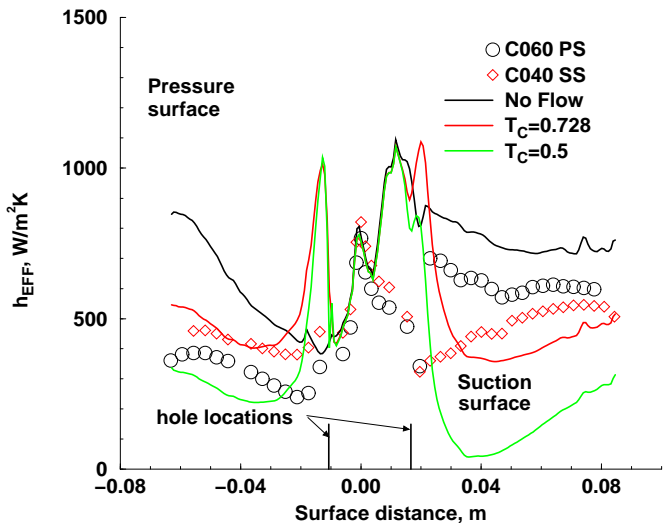 1500
1000
500
0
h_EFF, W/m²K
Pressure
surface
C060 PS
C040 SS
No Flow
T_C=0.728
T_C=0.5
Suction
surface
hole locations
−0.08 −0.04 0.00 0.04 0.08
Surface distance, m